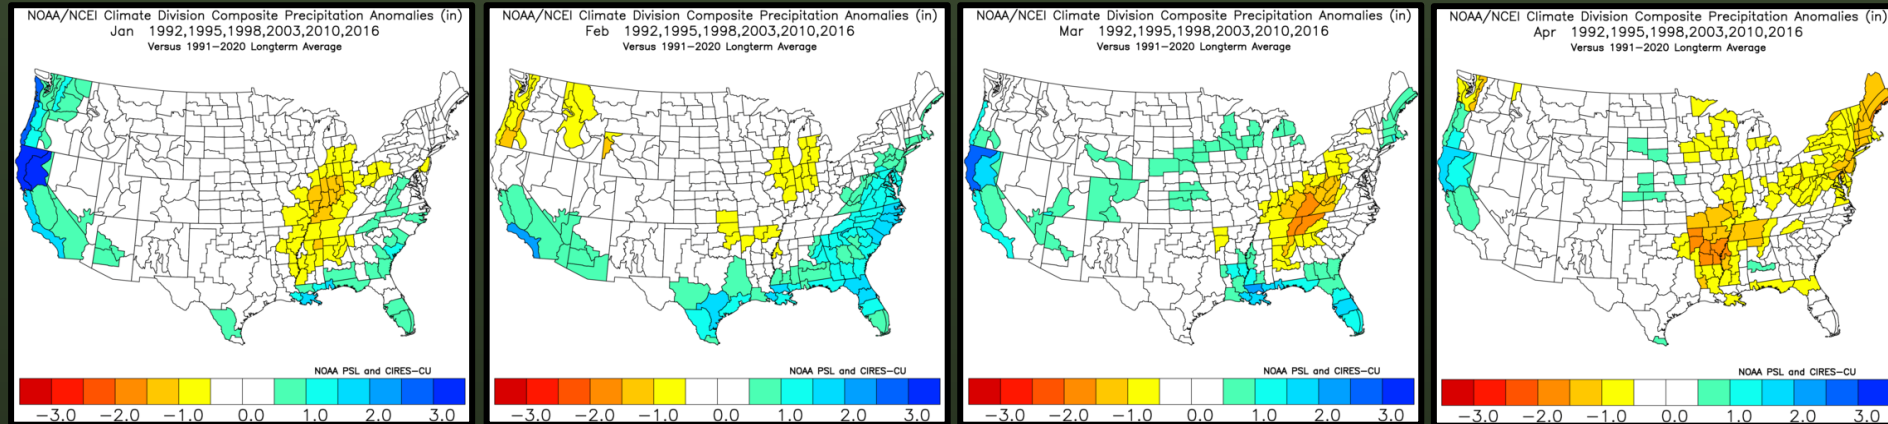 NOAA/NCEI Climate Division Composite Precipitation Anomalies (in)
Jan 1992,1995,1998,2003,2010,2016
Versus 1991-2020 Longterm Average
NOAA PSL and CIRES-CU
-3.0 -2.0 -1.0 0.0 1.0 2.0 3.0
NOAA/NCEI Climate Division Composite Precipitation Anomalies (in)
Feb 1992,1995,1998,2003,2010,2016
Versus 1991-2020 Longterm Average
NOAA PSL and CIRES-CU
-3.0 -2.0 -1.0 0.0 1.0 2.0 3.0
NOAA/NCEI Climate Division Composite Precipitation Anomalies (in)
Mar 1992,1995,1998,2003,2010,2016
Versus 1991-2020 Longterm Average
NOAA PSL and CIRES-CU
-3.0 -2.0 -1.0 0.0 1.0 2.0 3.0
NOAA/NCEI Climate Division Composite Precipitation Anomalies (in)
Apr 1992,1995,1998,2003,2010,2016
Versus 1991-2020 Longterm Average
NOAA PSL and CIRES-CU
-3.0 -2.0 -1.0 0.0 1.0 2.0 3.0